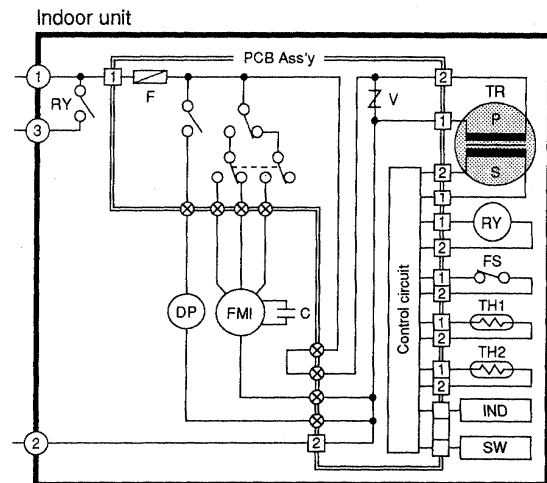 Indoor unit
PCB Ass'y
1
1
F
RY
3
V
2
TR
1
P
S
2
1
1
RY
2
FS
1
2
Control circuit
TH1
1
2
TH2
1
2
IND
SW
DP
FMI
C
2
2